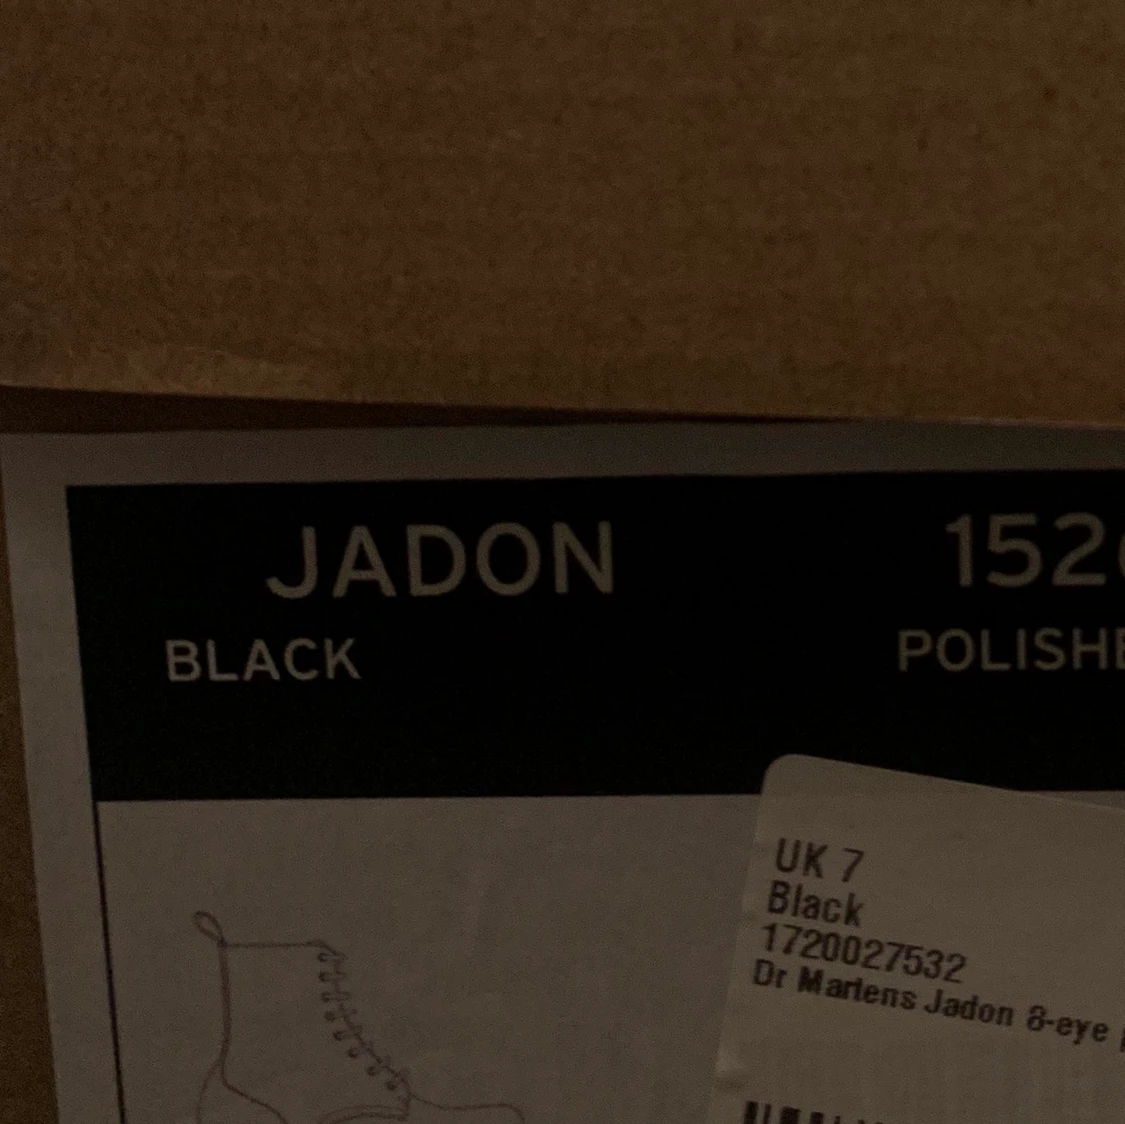 JADON
152
BLACK
POLISHE
UK 7
Black
1720027532
Dr Martens Jadon 8-eye